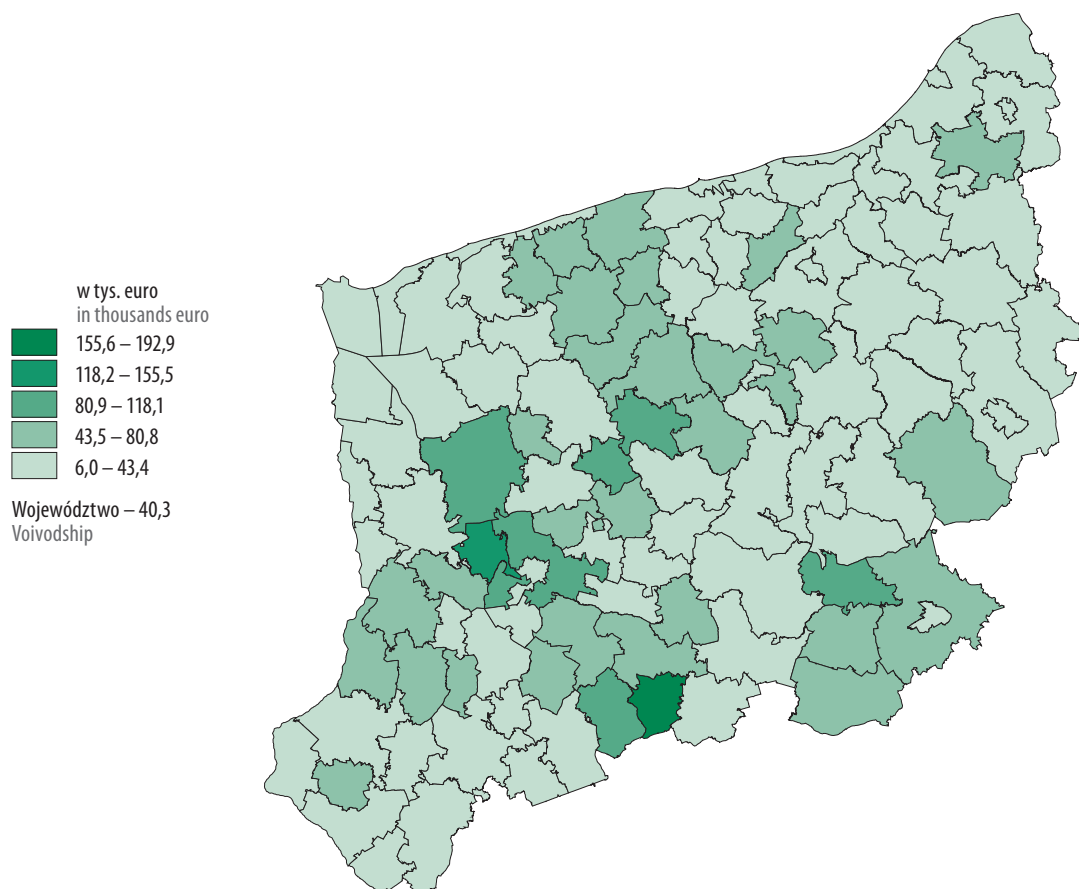 w tys. euro
in thousands euro
155,6 – 192,9
118,2 – 155,5
80,9 – 118,1
43,5 – 80,8
6,0 – 43,4
Województwo – 40,3
Voivodship